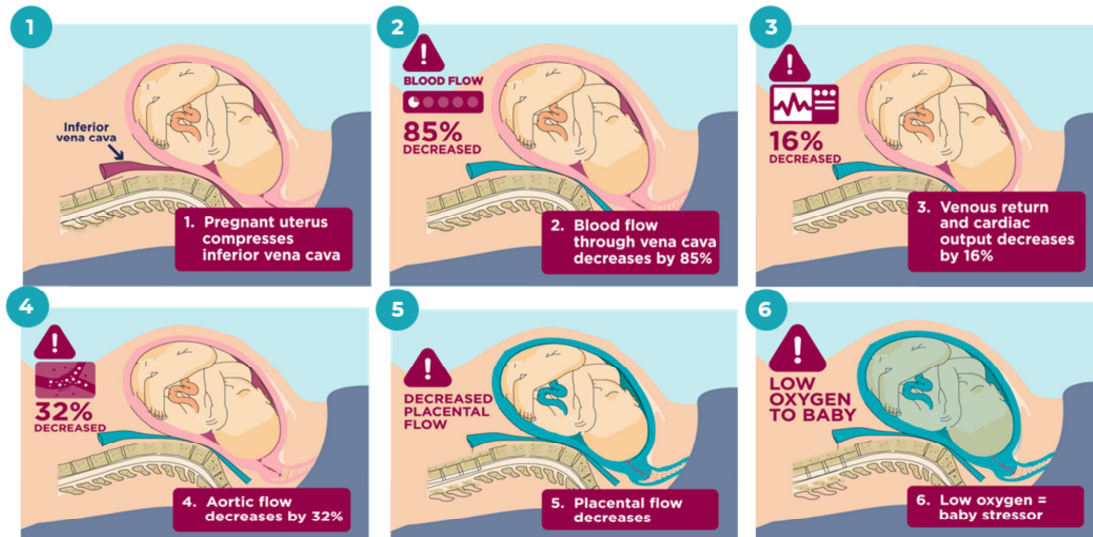 1
Inferior
vena cava
1. Pregnant uterus
compresses
inferior vena cava
2
BLOOD FLOW
85%
DECREASED
2. Blood flow
through vena cava
decreases by 85%
3
16%
DECREASED
3. Venous return
and cardiac
output decreases
by 16%
4
32%
DECREASED
4. Aortic flow
decreases by 32%
5
DECREASED
PLACENTAL
FLOW
5. Placental flow
decreases
6
LOW
OXYGEN
TO BABY
6. Low oxygen =
baby stressor